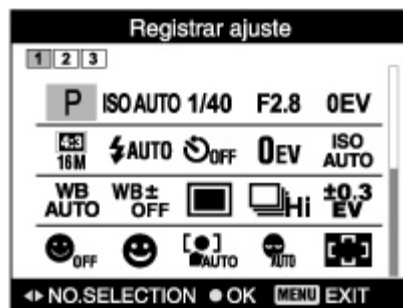 Registrar ajuste
1 2 3
P ISO AUTO 1/40 F2.8 0EV
4:3 16M AUTO OFF 0EV ISO AUTO
WB AUTO WB± OFF Hi ±0.3 EV
OFF AUTO AUTO
NO.SELECTION OK MENU EXIT